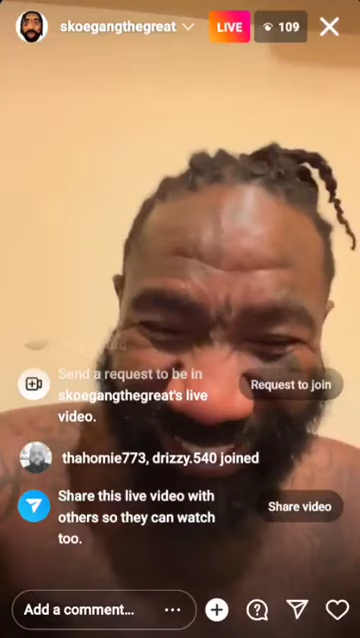 skoegangthegreat
LIVE
109
Send a request to be in
skoegangthegreat's live
video.
Request to join
thahomie773, drizzy.540 joined
Share this live video with
others so they can watch
too.
Share video
Add a comment...